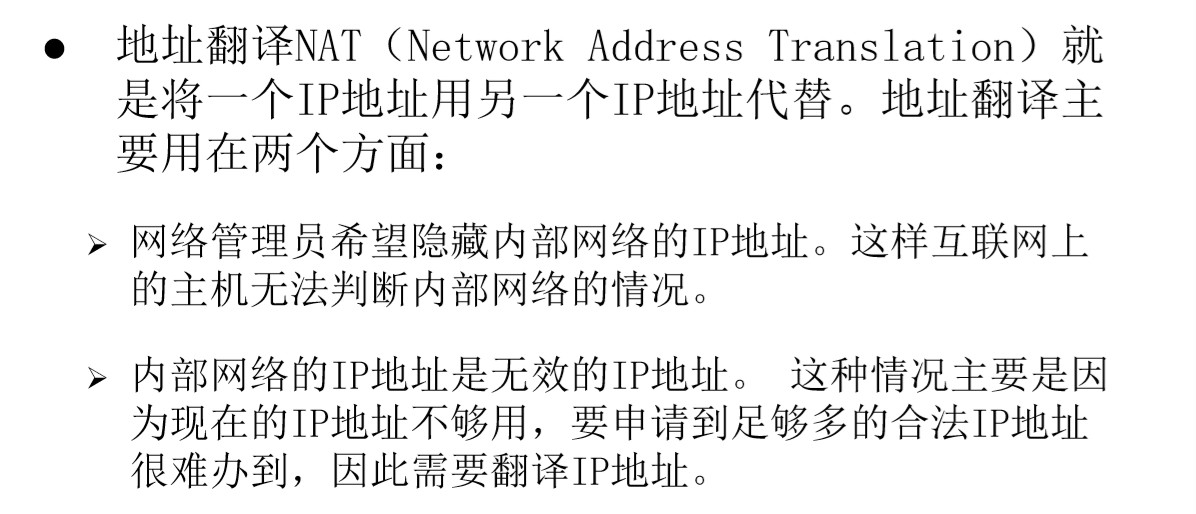 ● 地址翻译NAT（Network Address Translation）就
是将一个IP地址用另一个IP地址代替。地址翻译主
要用在两个方面：
➢ 网络管理员希望隐藏内部网络的IP地址。这样互联网上
的主机无法判断内部网络的情况。
➢ 内部网络的IP地址是无效的IP地址。 这种情况主要是因
为现在的IP地址不够用，要申请到足够多的合法IP地址
很难办到，因此需要翻译IP地址。